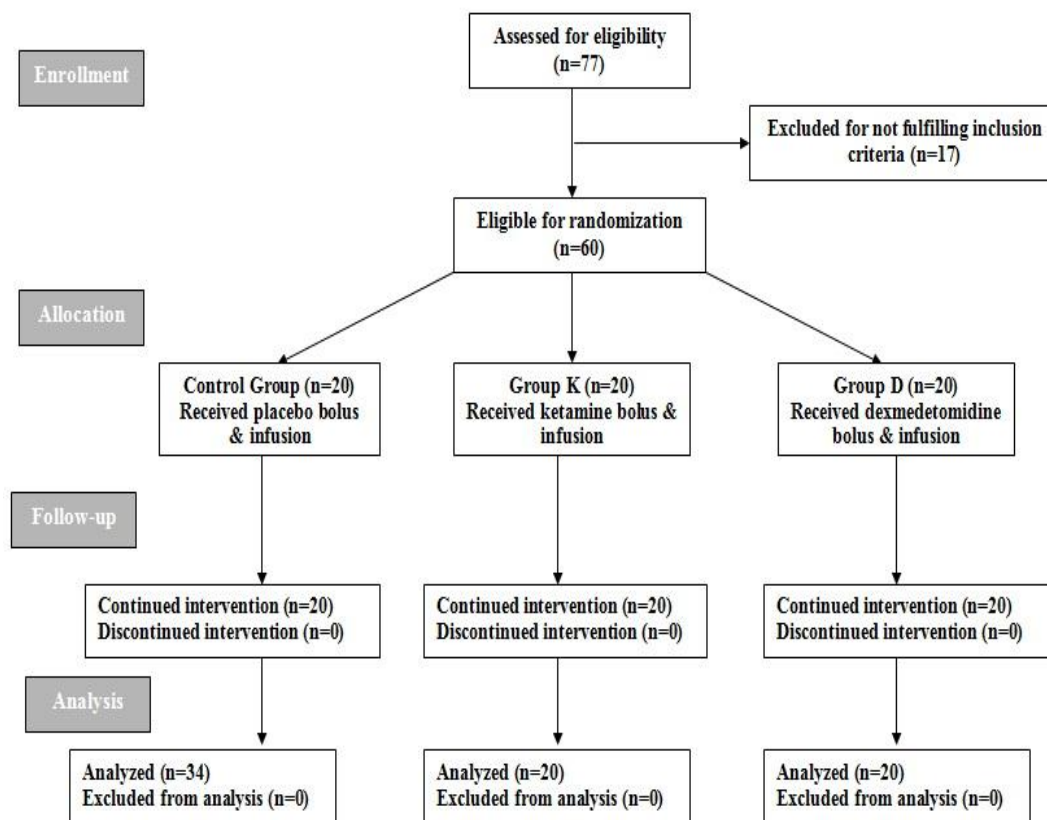 Assessed for eligibility
(n=77)
Enrollment
Excluded for not fulfilling inclusion
criteria (n=17)
Eligible for randomization
(n=60)
Allocation
Control Group (n=20)
Received placebo bolus
& infusion
Group K (n=20)
Received ketamine bolus &
infusion
Group D (n=20)
Received dexmedetomidine
bolus & infusion
Follow-up
Continued intervention (n=20)
Discontinued intervention (n=0)
Continued intervention (n=20)
Discontinued intervention (n=0)
Continued intervention (n=20)
Discontinued intervention (n=0)
Analysis
Analyzed (n=34)
Excluded from analysis (n=0)
Analyzed (n=20)
Excluded from analysis (n=0)
Analyzed (n=20)
Excluded from analysis (n=0)